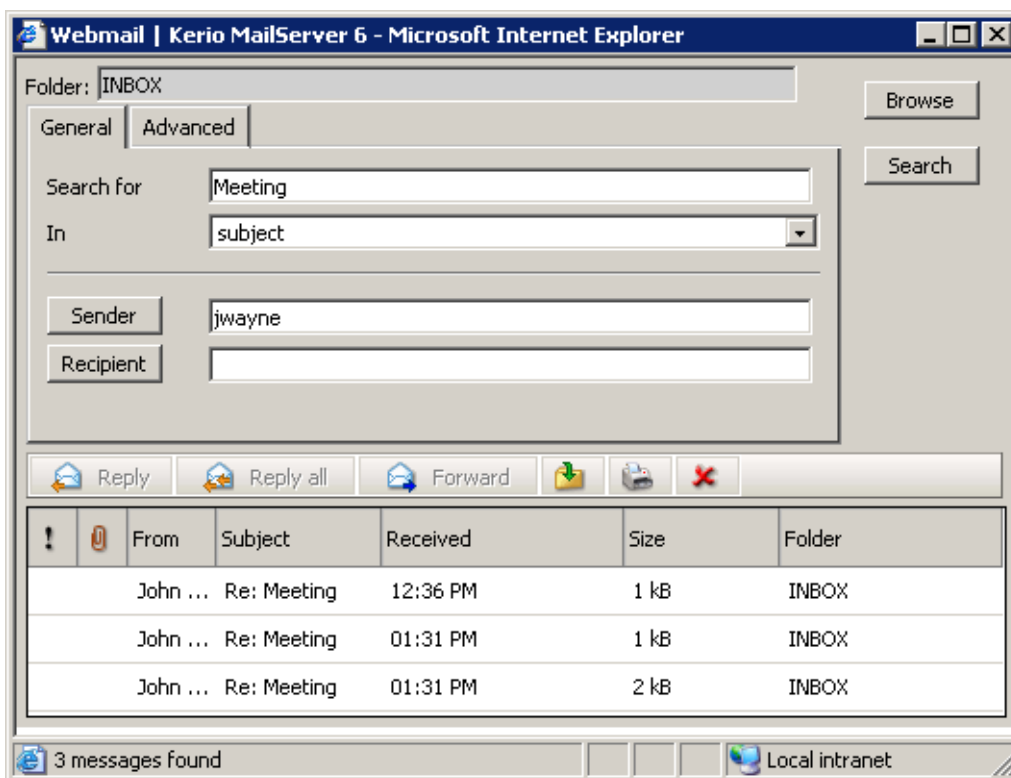 Webmail | Kerio MailServer 6 - Microsoft Internet Explorer
Folder: INBOX
Browse
General Advanced
Search for Meeting
Search
In subject
Sender jwayne
Recipient
Reply Reply all Forward
! From Subject Received Size Folder
John ... Re: Meeting 12:36 PM 1 kB INBOX
John ... Re: Meeting 01:31 PM 1 kB INBOX
John ... Re: Meeting 01:31 PM 2 kB INBOX
3 messages found Local intranet